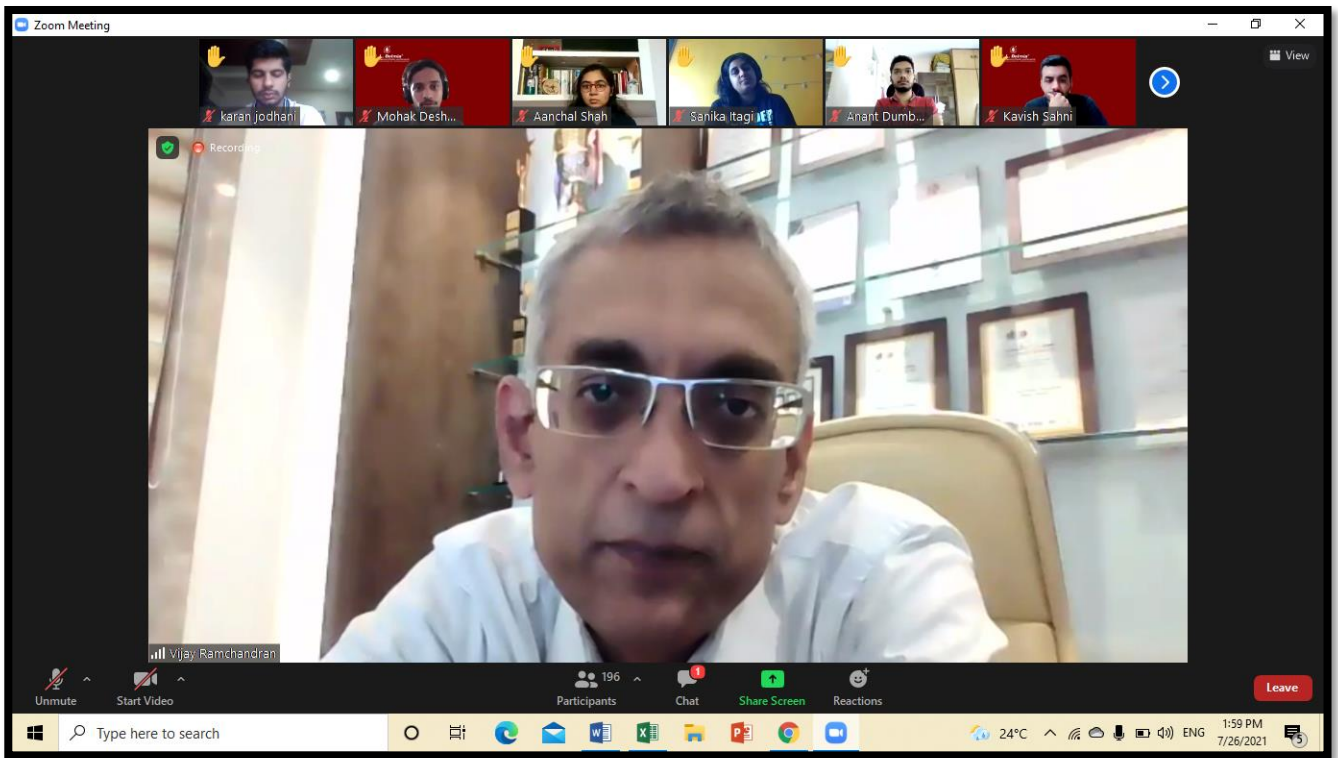 Zoom Meeting
View
karan jodhani
Mohak Desh...
Aanchal Shah
Sanika Itagi
Anant Dumb...
Kavish Sahni
Recording
Vijay Ramchandran
Unmute
Start Video
196
Participants
1
Chat
Share Screen
Reactions
Leave
Type here to search
24°C
ENG
1:59 PM
7/26/2021
5